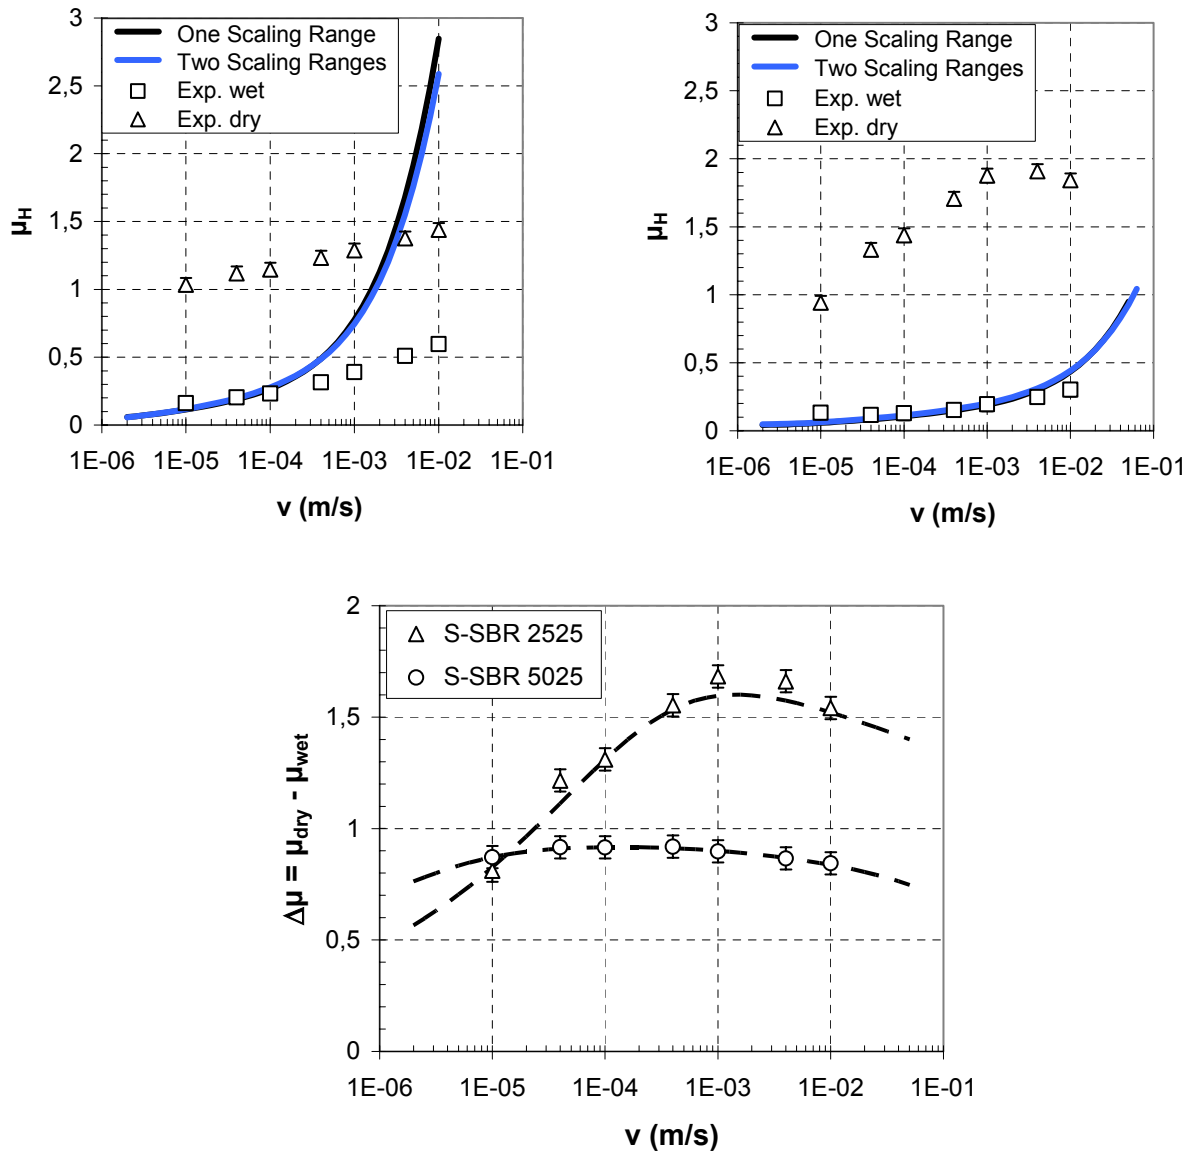 3
2,5
2
1,5
1
0,5
0
μH
One Scaling Range
Two Scaling Ranges
Exp. wet
Exp. dry
1E-06 1E-05 1E-04 1E-03 1E-02 1E-01
v (m/s)
3
2,5
2
1,5
1
0,5
0
μH
One Scaling Range
Two Scaling Ranges
Exp. wet
Exp. dry
1E-06 1E-05 1E-04 1E-03 1E-02 1E-01
v (m/s)
2
1,5
1
0,5
0
Δμ = μdry - μwet
S-SBR 2525
S-SBR 5025
1E-06 1E-05 1E-04 1E-03 1E-02 1E-01
v (m/s)